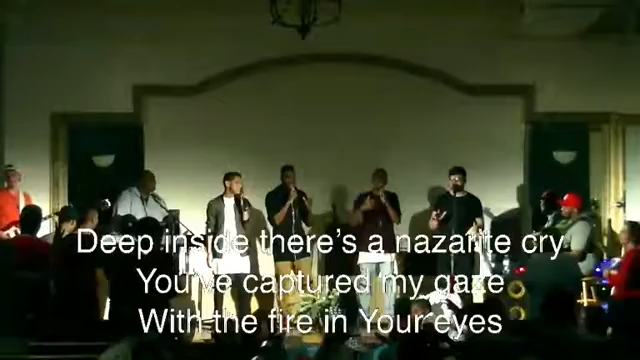 Deep inside there's a nazarite cry
You've captured my gaze
With the fire in Your eyes